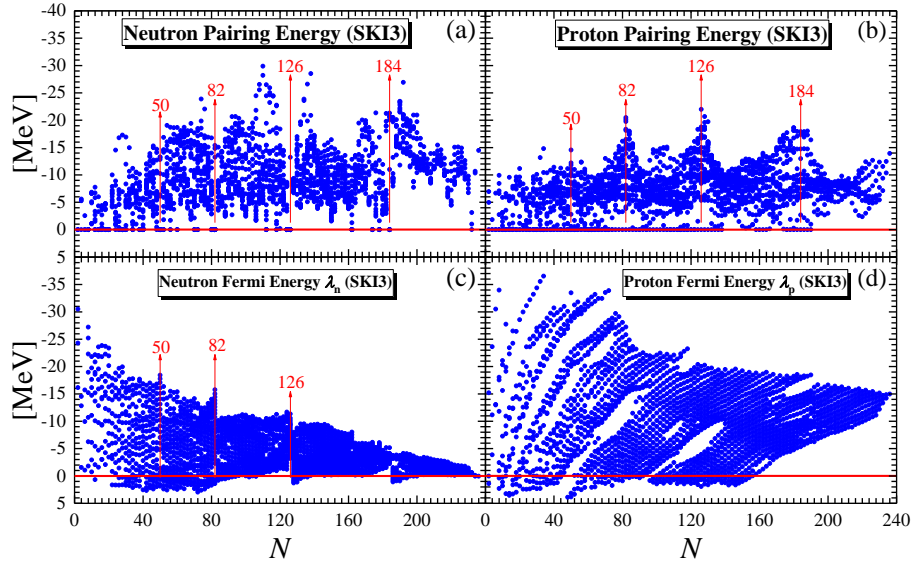 Neutron Pairing Energy (SKI3)
(a)
Proton Pairing Energy (SKI3)
(b)
-40
-35
-30
-25
-20
-15
-10
-5
0
5
[MeV]
50
82
126
184
50
82
126
184
Neutron Fermi Energy λn (SKI3)
(c)
Proton Fermi Energy λp (SKI3)
(d)
-35
-30
-25
-20
-15
-10
-5
0
5
[MeV]
50
82
126
0 40 80 120 160 200
0 40 80 120 160 200 240
N
N